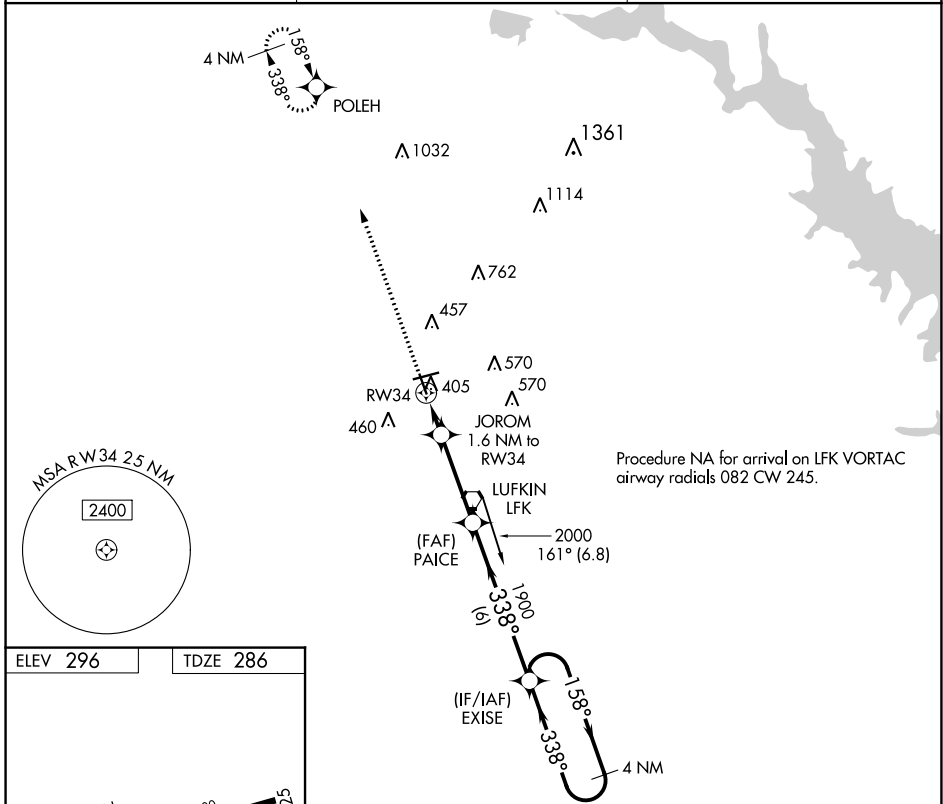 4 NM
158°
338°
POLEH
1032
1361
1114
762
457
405
570
570
RW34
460
JOROM
1.6 NM to
RW34
Procedure NA for arrival on LFK VORTAC
airway radials 082 CW 245.
MSA RW34 25 NM
2400
LUFKIN
LFK
(FAF)
PAICE
2000
161° (6.8)
1900
338°
(6)
(IF/IAF)
EXISE
158°
338°
4 NM
ELEV 296
TDZE 286